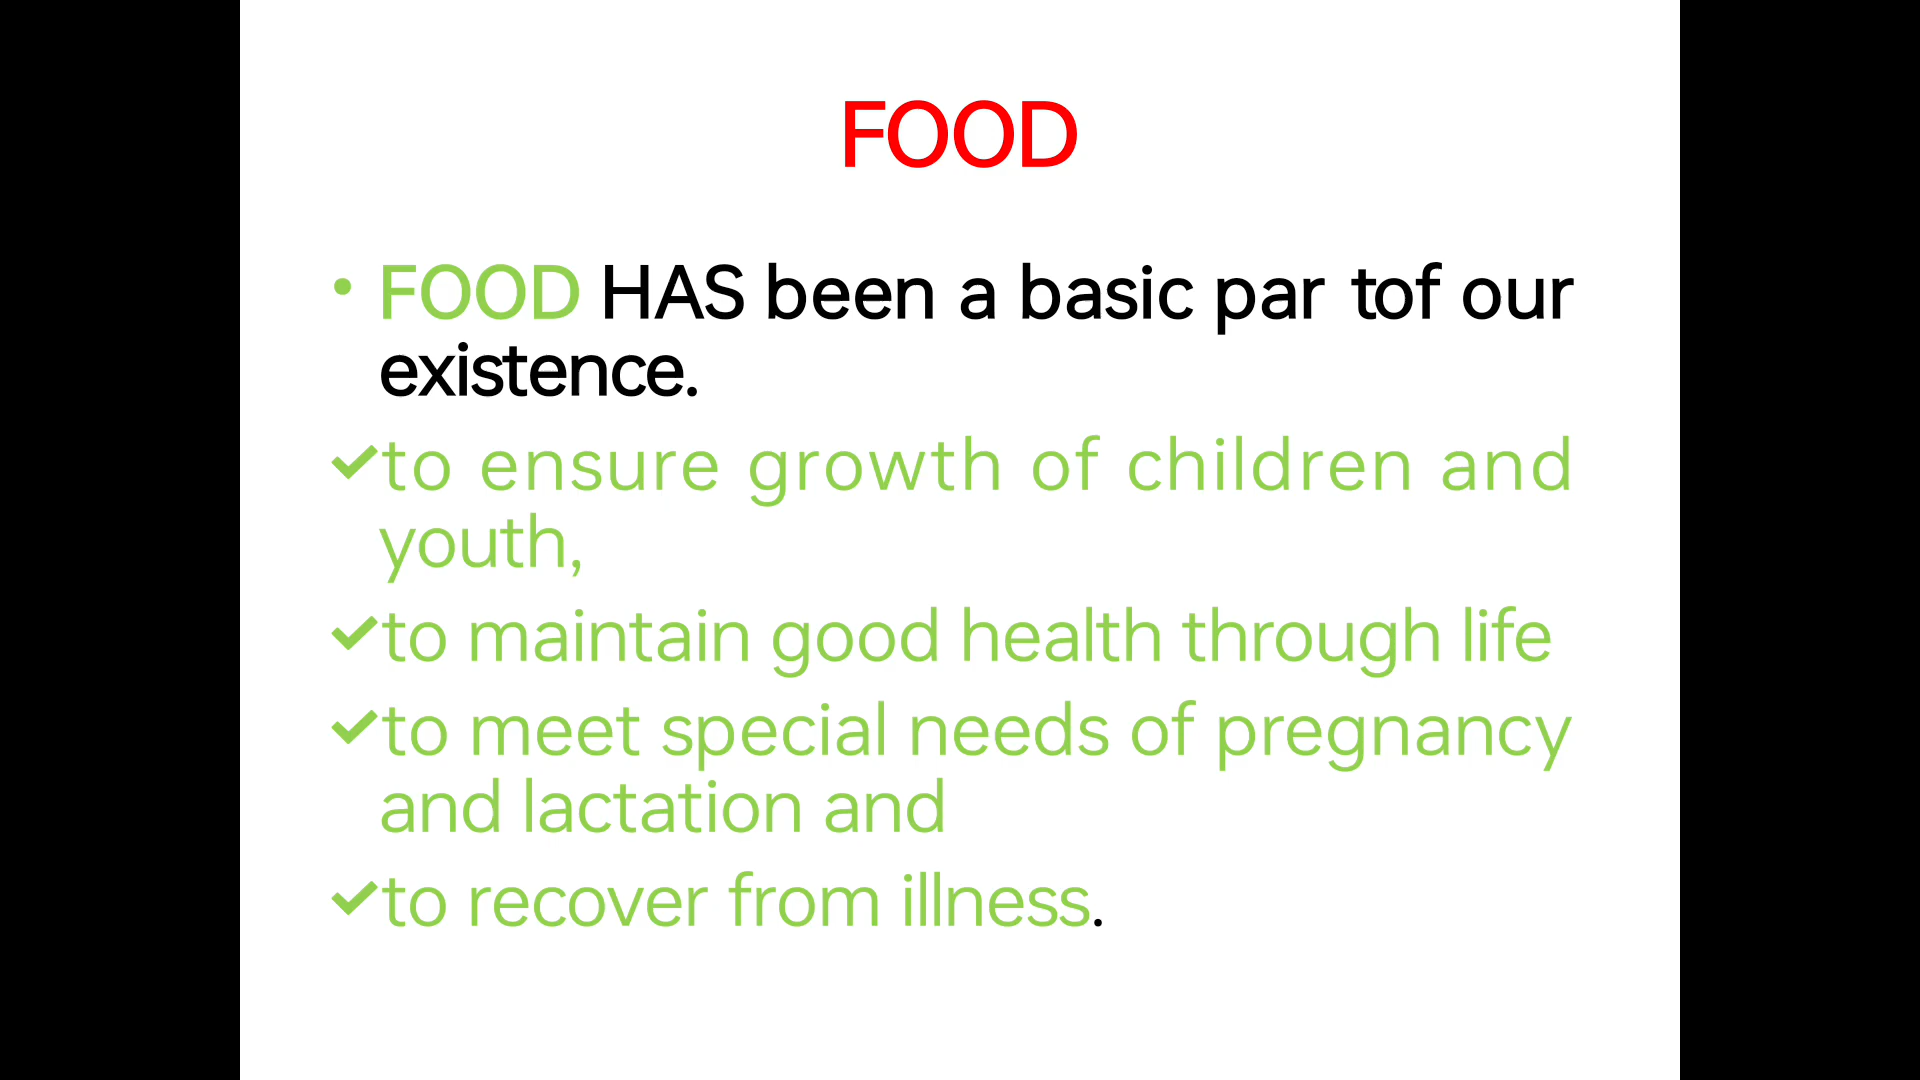 FOOD
• FOOD HAS been a basic par tof our
existence.
✓to ensure growth of children and
youth,
✓to maintain good health through life
✓to meet special needs of pregnancy
and lactation and
✓to recover from illness.